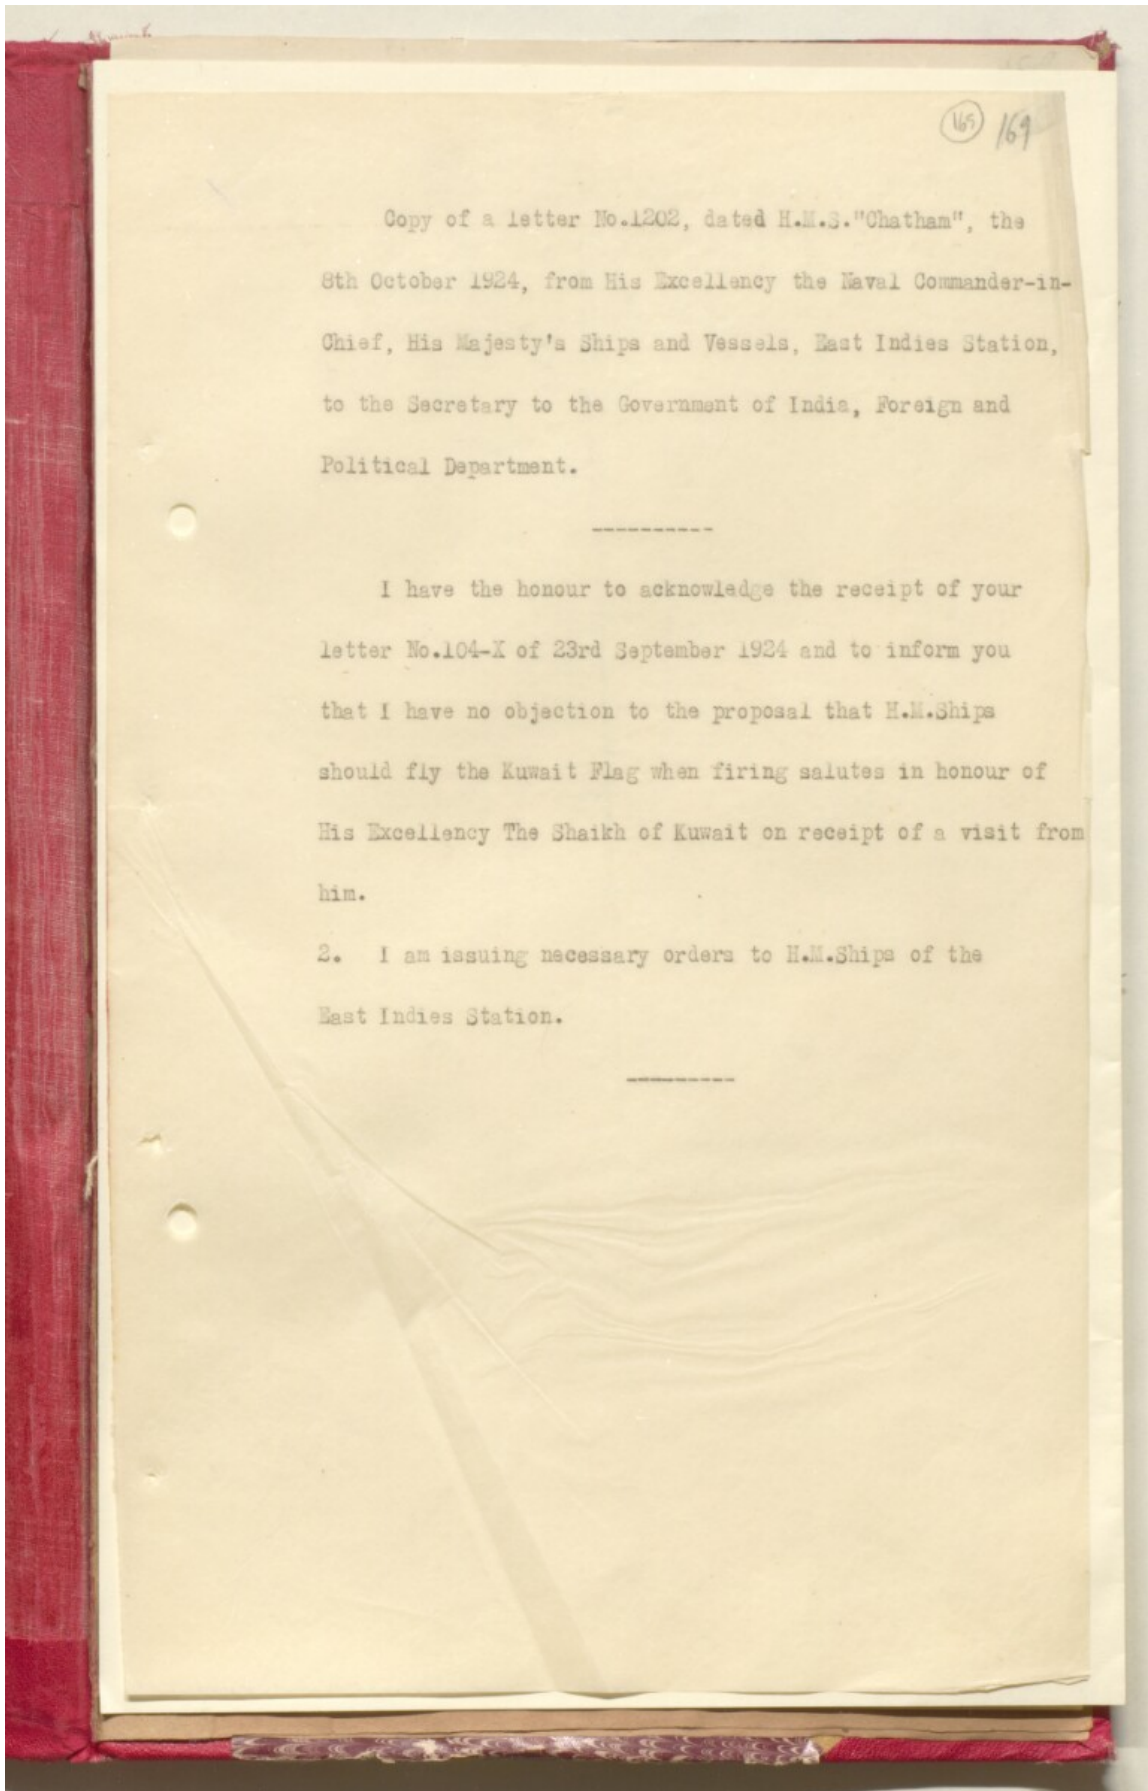 169
Copy of a letter No.1202, dated H.M.S."Chatham", the
8th October 1924, from His Excellency the Naval Commander-in-
Chief, His Majesty's Ships and Vessels, East Indies Station,
to the Secretary to the Government of India, Foreign and
Political Department.
----------
I have the honour to acknowledge the receipt of your
letter No.104-X of 23rd September 1924 and to inform you
that I have no objection to the proposal that H.M.Ships
should fly the Kuwait Flag when firing salutes in honour of
His Excellency The Shaikh of Kuwait on receipt of a visit from
him.
2. I am issuing necessary orders to H.M.Ships of the
East Indies Station.
----------